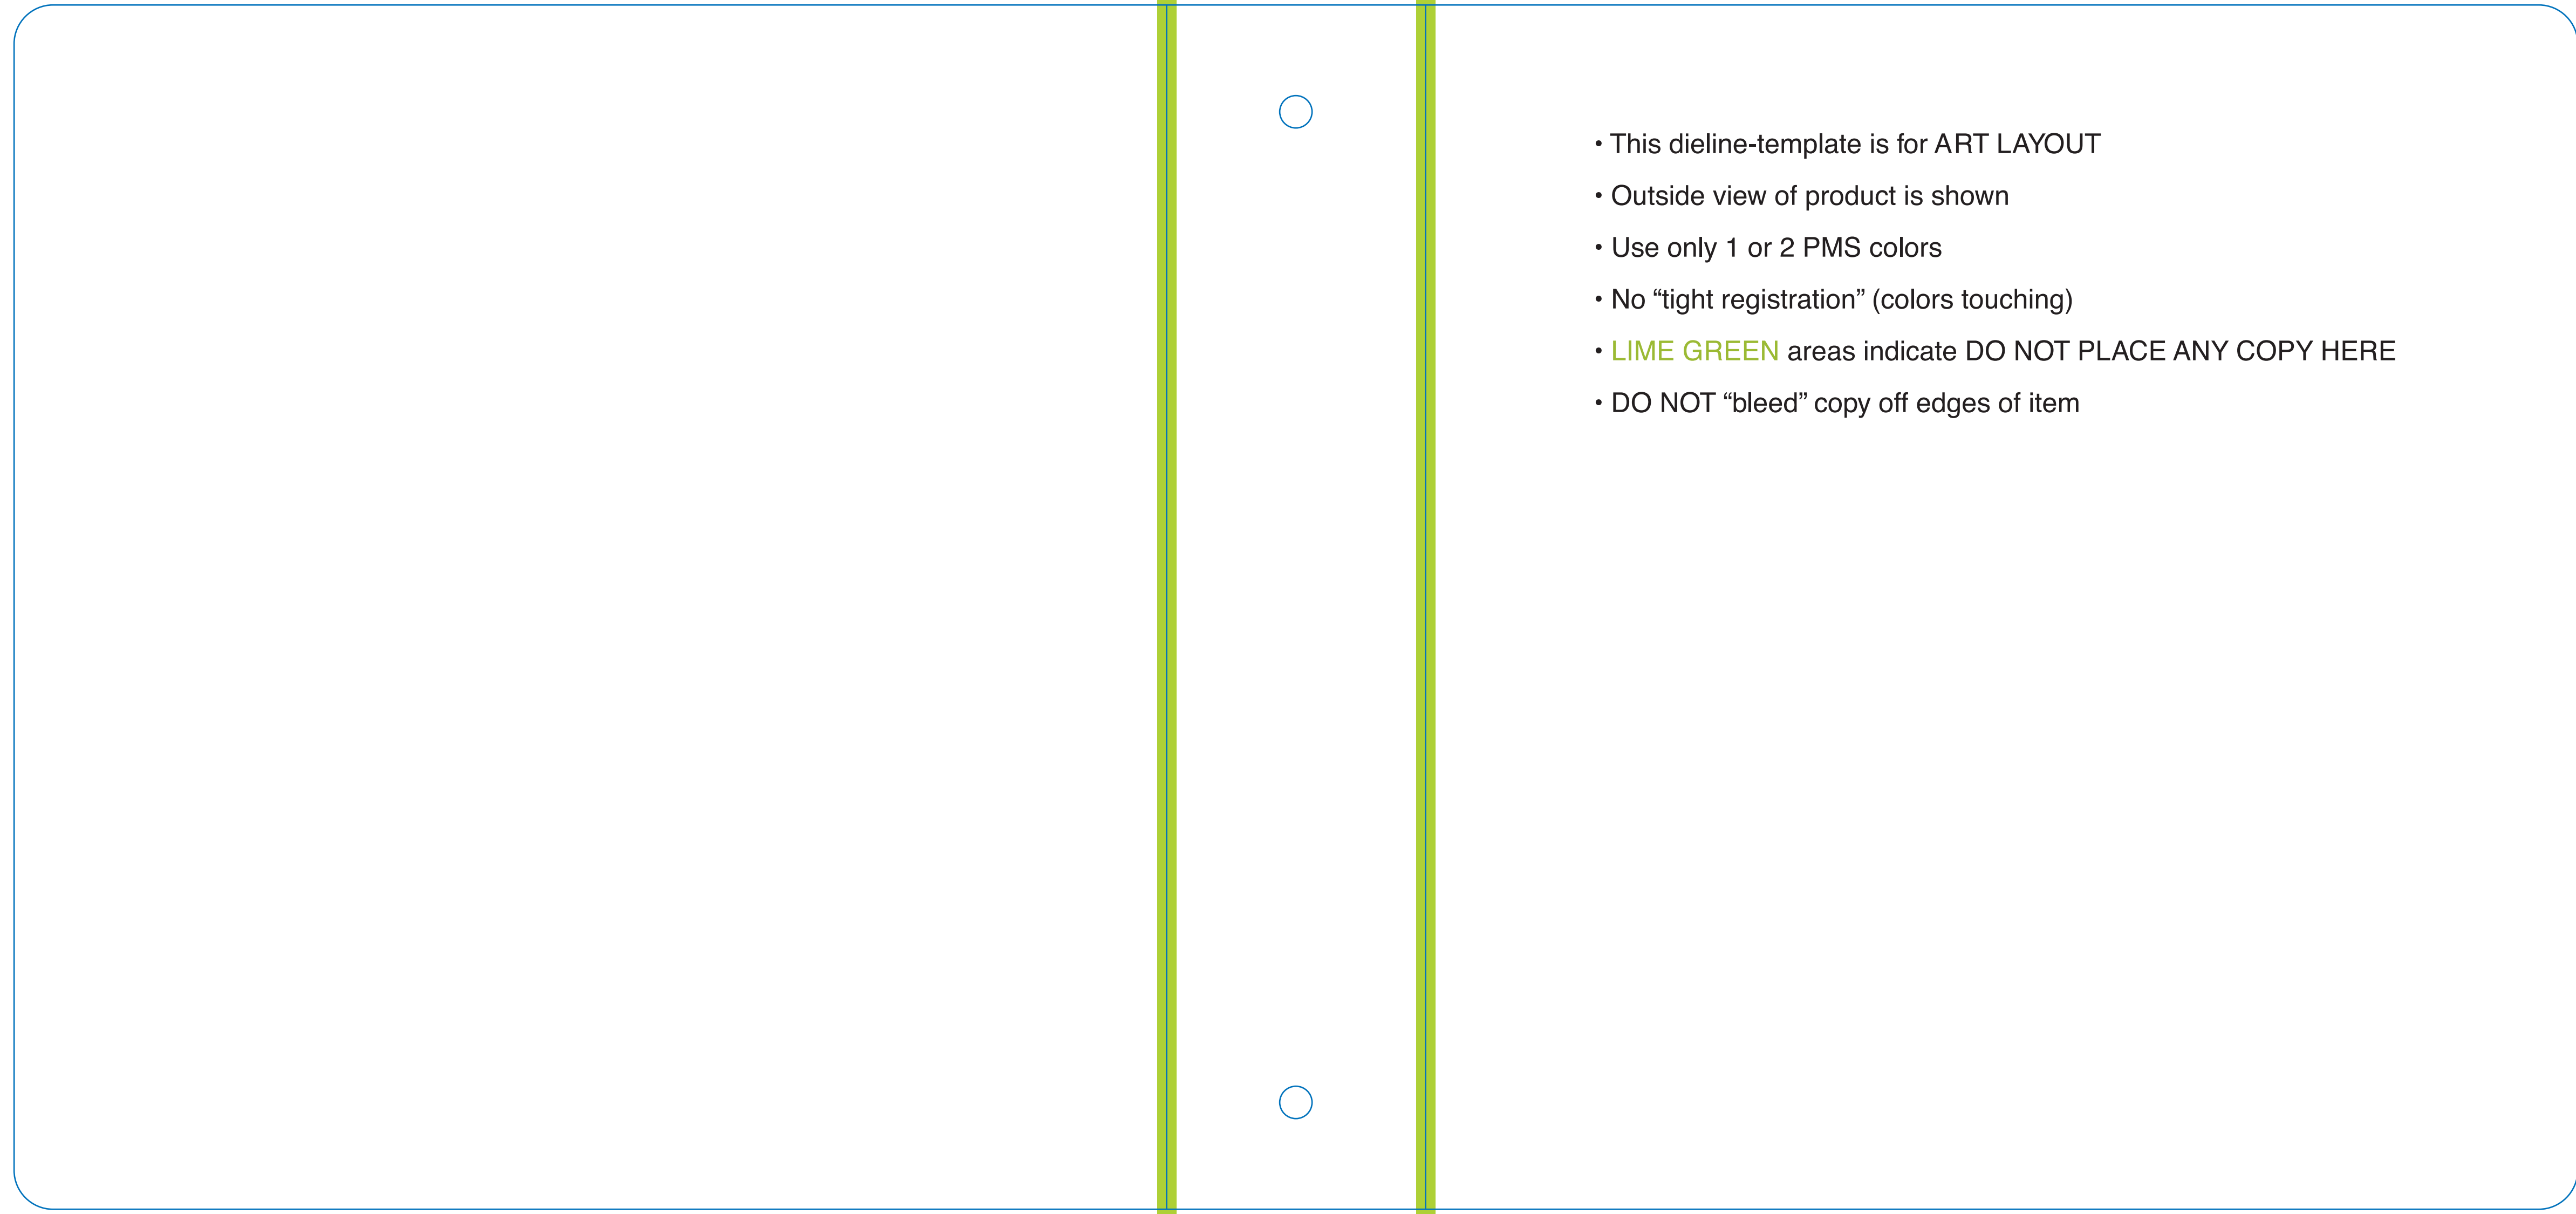 • This dieline-template is for ART LAYOUT
• Outside view of product is shown
• Use only 1 or 2 PMS colors
• No “tight registration” (colors touching)
• LIME GREEN areas indicate DO NOT PLACE ANY COPY HERE
• DO NOT “bleed” copy off edges of item